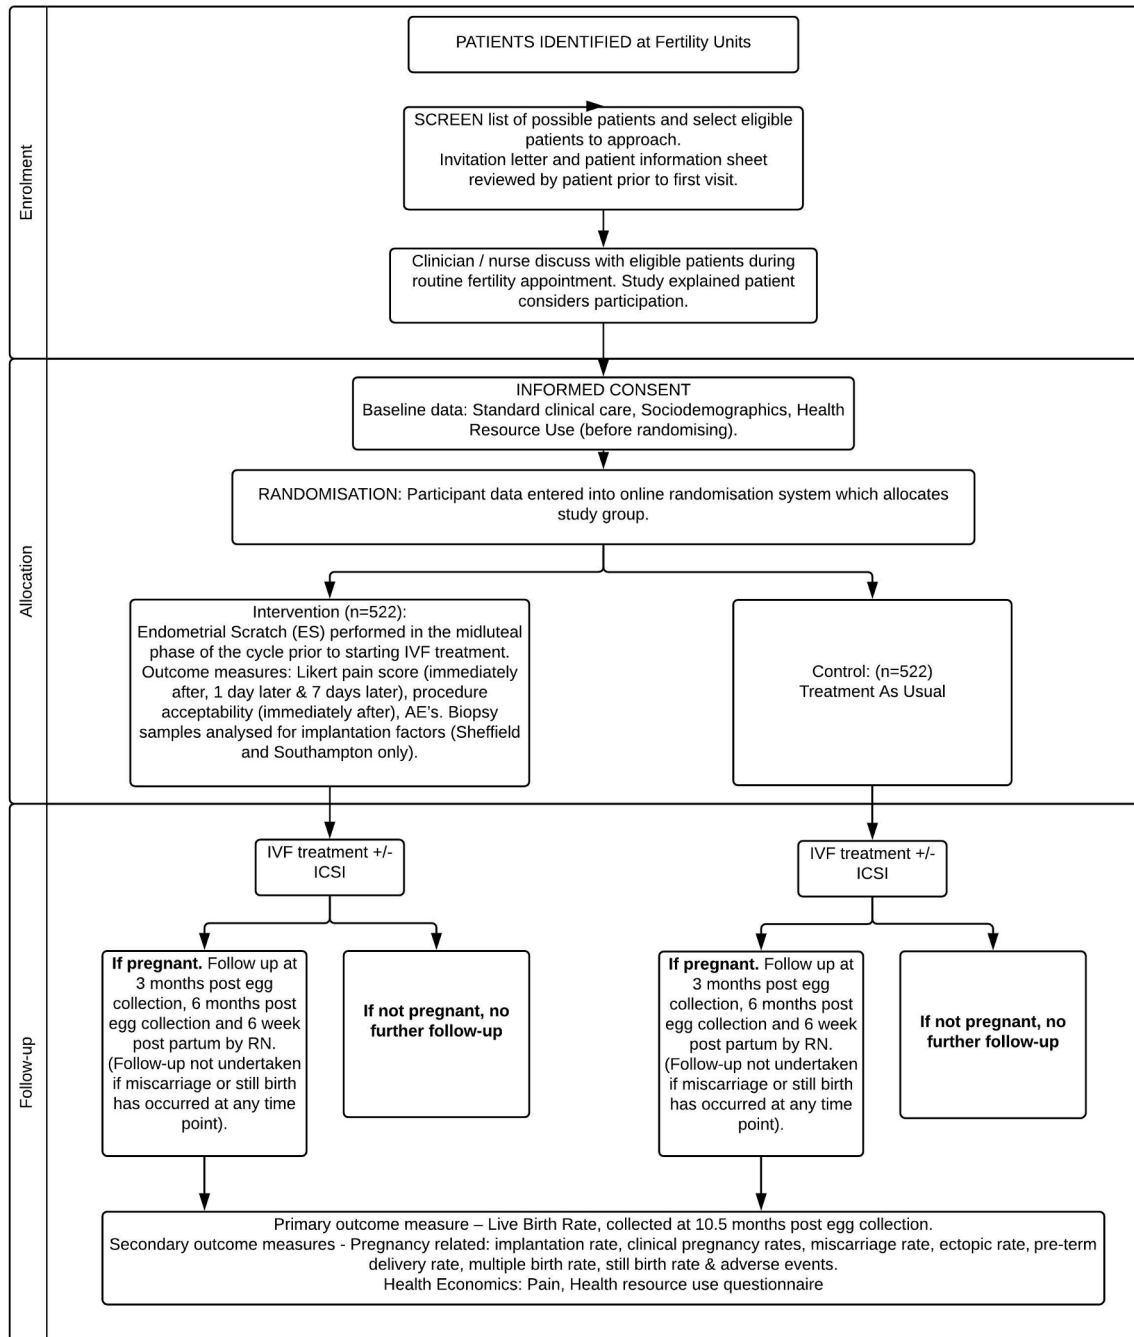 Enrolment
PATIENTS IDENTIFIED at Fertility Units
SCREEN list of possible patients and select eligible
patients to approach.
Invitation letter and patient information sheet
reviewed by patient prior to first visit.
Clinician / nurse discuss with eligible patients during
routine fertility appointment. Study explained patient
considers participation.
Allocation
INFORMED CONSENT
Baseline data: Standard clinical care, Sociodemographics, Health
Resource Use (before randomising).
RANDOMISATION: Participant data entered into online randomisation system which allocates
study group.
Intervention (n=522):
Endometrial Scratch (ES) performed in the midluteal
phase of the cycle prior to starting IVF treatment.
Outcome measures: Likert pain score (immediately
after, 1 day later & 7 days later), procedure
acceptability (immediately after), AE's. Biopsy
samples analysed for implantation factors (Sheffield
and Southampton only).
Control: (n=522)
Treatment As Usual
Follow-up
IVF treatment +/-
ICSI
IVF treatment +/-
ICSI
If pregnant. Follow up at
3 months post egg
collection, 6 months post
egg collection and 6 week
post partum by RN.
(Follow-up not undertaken
if miscarriage or still birth
has occurred at any time
point).
If not pregnant, no
further follow-up
If pregnant. Follow up at
3 months post egg
collection, 6 months post
egg collection and 6 week
post partum by RN.
(Follow-up not undertaken
if miscarriage or still birth
has occurred at any time
point).
If not pregnant, no
further follow-up
Primary outcome measure – Live Birth Rate, collected at 10.5 months post egg collection.
Secondary outcome measures - Pregnancy related: implantation rate, clinical pregnancy rates, miscarriage rate, ectopic rate, pre-term
delivery rate, multiple birth rate, still birth rate & adverse events.
Health Economics: Pain, Health resource use questionnaire